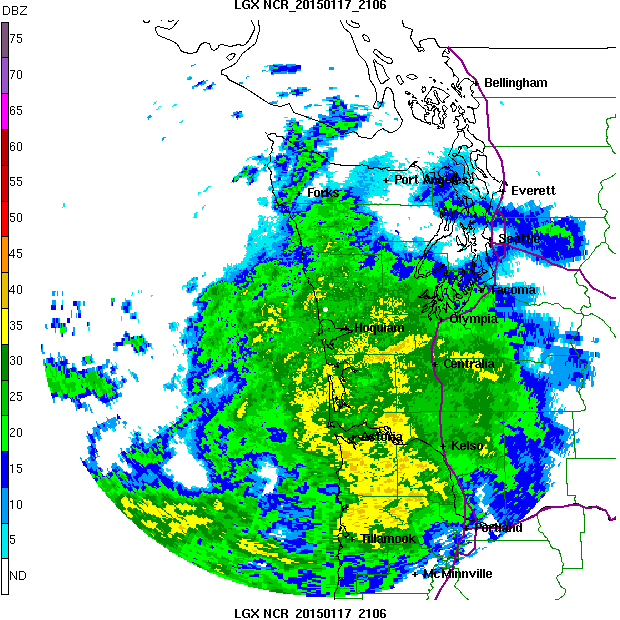 LGX NCR_20150117_2106
DBZ
75
70
65
60
55
50
45
40
35
30
25
20
15
10
5
ND
Bellingham
Port Angeles
Forks
Everett
Seattle
Tacoma
Olympia
Hoquiam
Centralia
Astoria
Kelso
Portland
Tillamook
McMinnville
LGX NCR_20150117_2106